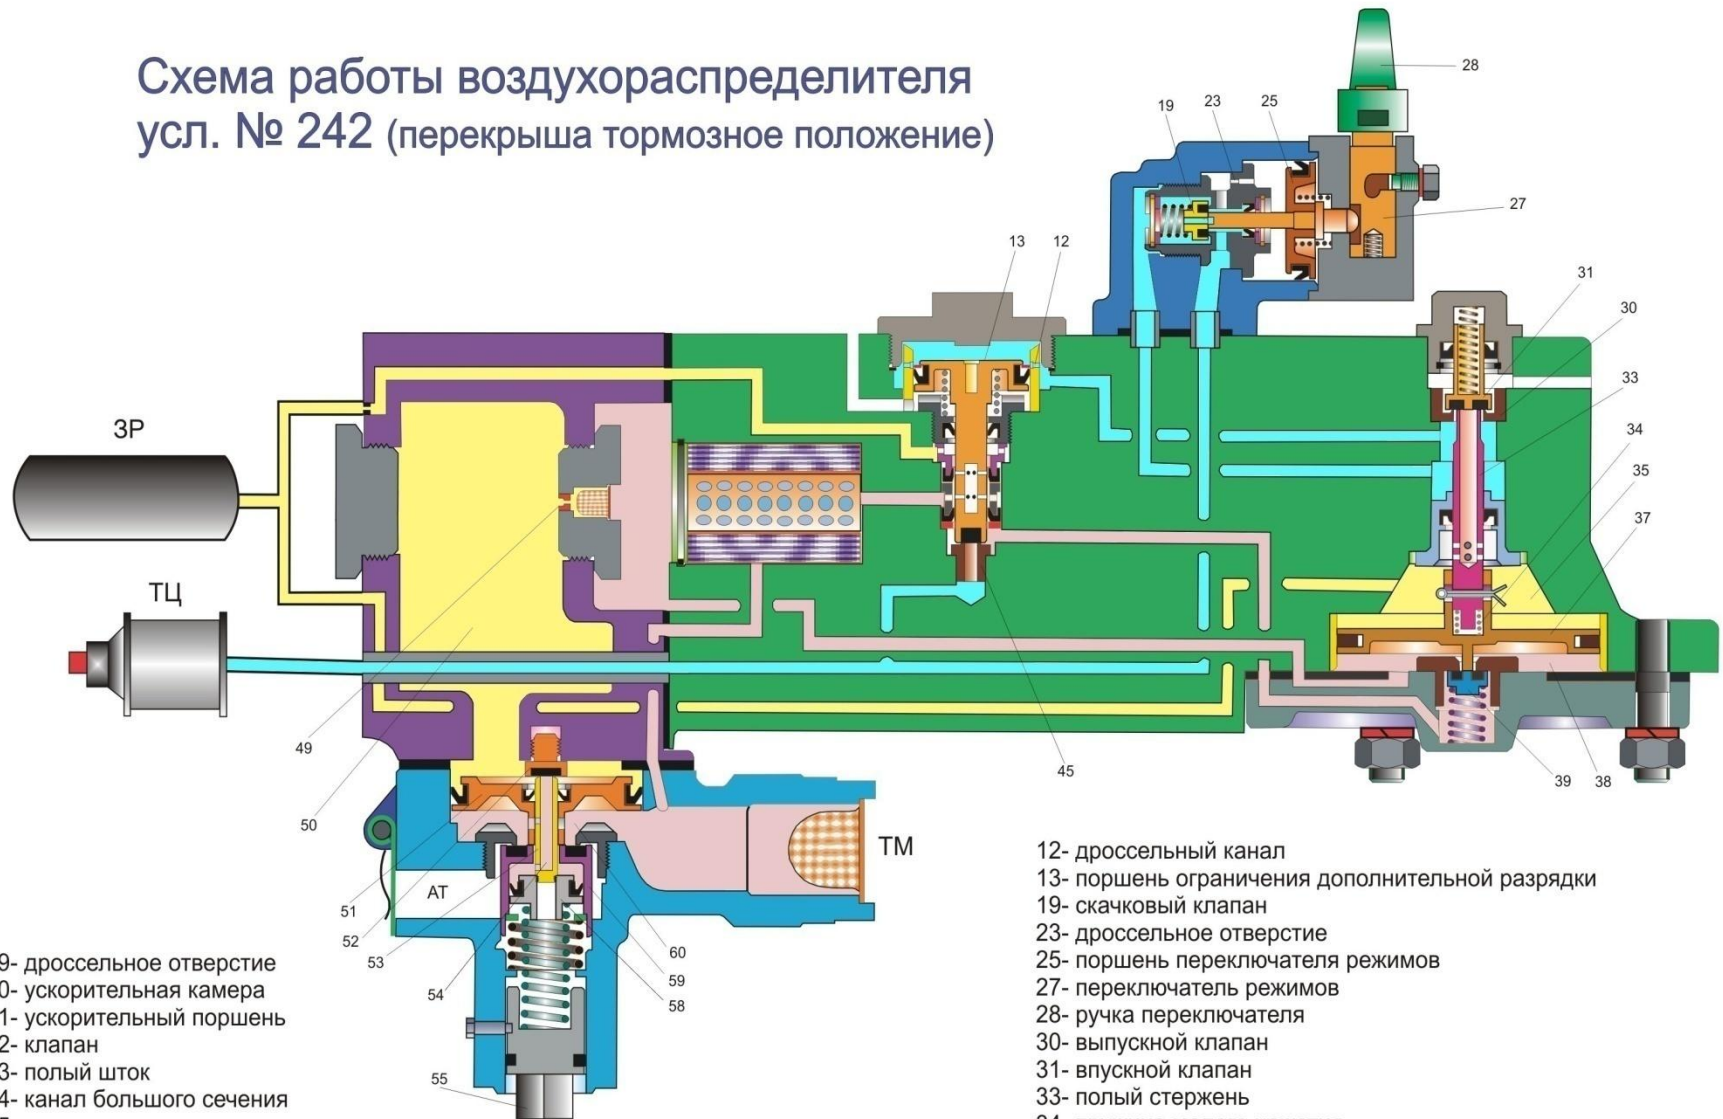 Схема работы воздухораспределителя
усл. № 242 (перекрыша тормозное положение)
28
19
23
25
27
13
12
31
30
33
34
35
37
ЗР
ТЦ
49
50
45
39
38
ТМ
АТ
51
52
53
54
55
60
59
58
9- дроссельное отверстие
0- ускорительная камера
1- ускорительный поршень
2- клапан
3- полый шток
4- канал большого сечения
12- дроссельный канал
13- поршень ограничения дополнительной разрядки
19- скачковый клапан
23- дроссельное отверстие
25- поршень переключателя режимов
27- переключатель режимов
28- ручка переключателя
30- выпускной клапан
31- впускной клапан
33- полый стержень